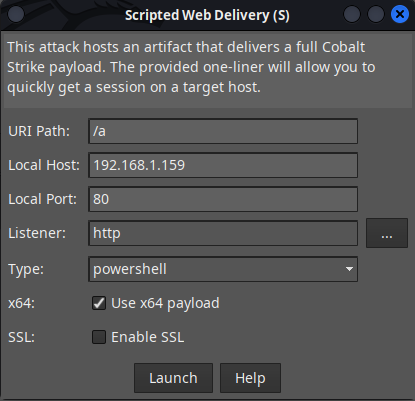 Scripted Web Delivery (S)
This attack hosts an artifact that delivers a full Cobalt
Strike payload. The provided one-liner will allow you to
quickly get a session on a target host.
URI Path: /a
Local Host: 192.168.1.159
Local Port: 80
Listener: http ...
Type: powershell
x64: Use x64 payload
SSL: Enable SSL
Launch Help